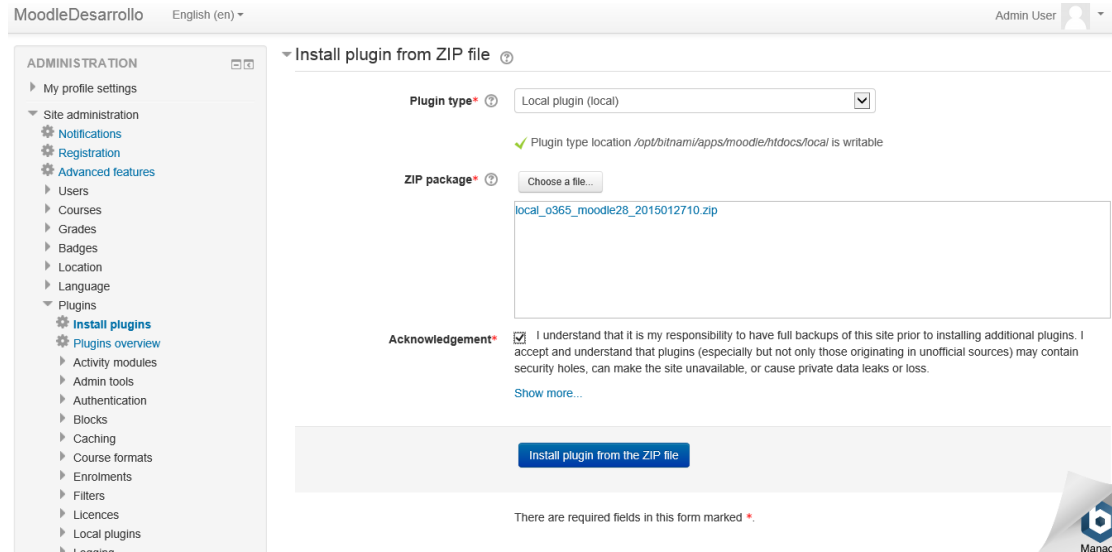 MoodleDesarrollo English (en)
Admin User
ADMINISTRATION
My profile settings
Site administration
Notifications
Registration
Advanced features
Users
Courses
Grades
Badges
Location
Language
Plugins
Install plugins
Plugins overview
Activity modules
Admin tools
Authentication
Blocks
Caching
Course formats
Enrolments
Filters
Licences
Local plugins
Logging
Install plugin from ZIP file
Plugin type* Local plugin (local)
Plugin type location /opt/bitnami/apps/moodle/htdocs/local is writable
ZIP package* Choose a file...
local_o365_moodle28_2015012710.zip
Acknowledgement* I understand that it is my responsibility to have full backups of this site prior to installing additional plugins. I
accept and understand that plugins (especially but not only those originating in unofficial sources) may contain
security holes, can make the site unavailable, or cause private data leaks or loss.
Show more...
Install plugin from the ZIP file
There are required fields in this form marked *.
Manag